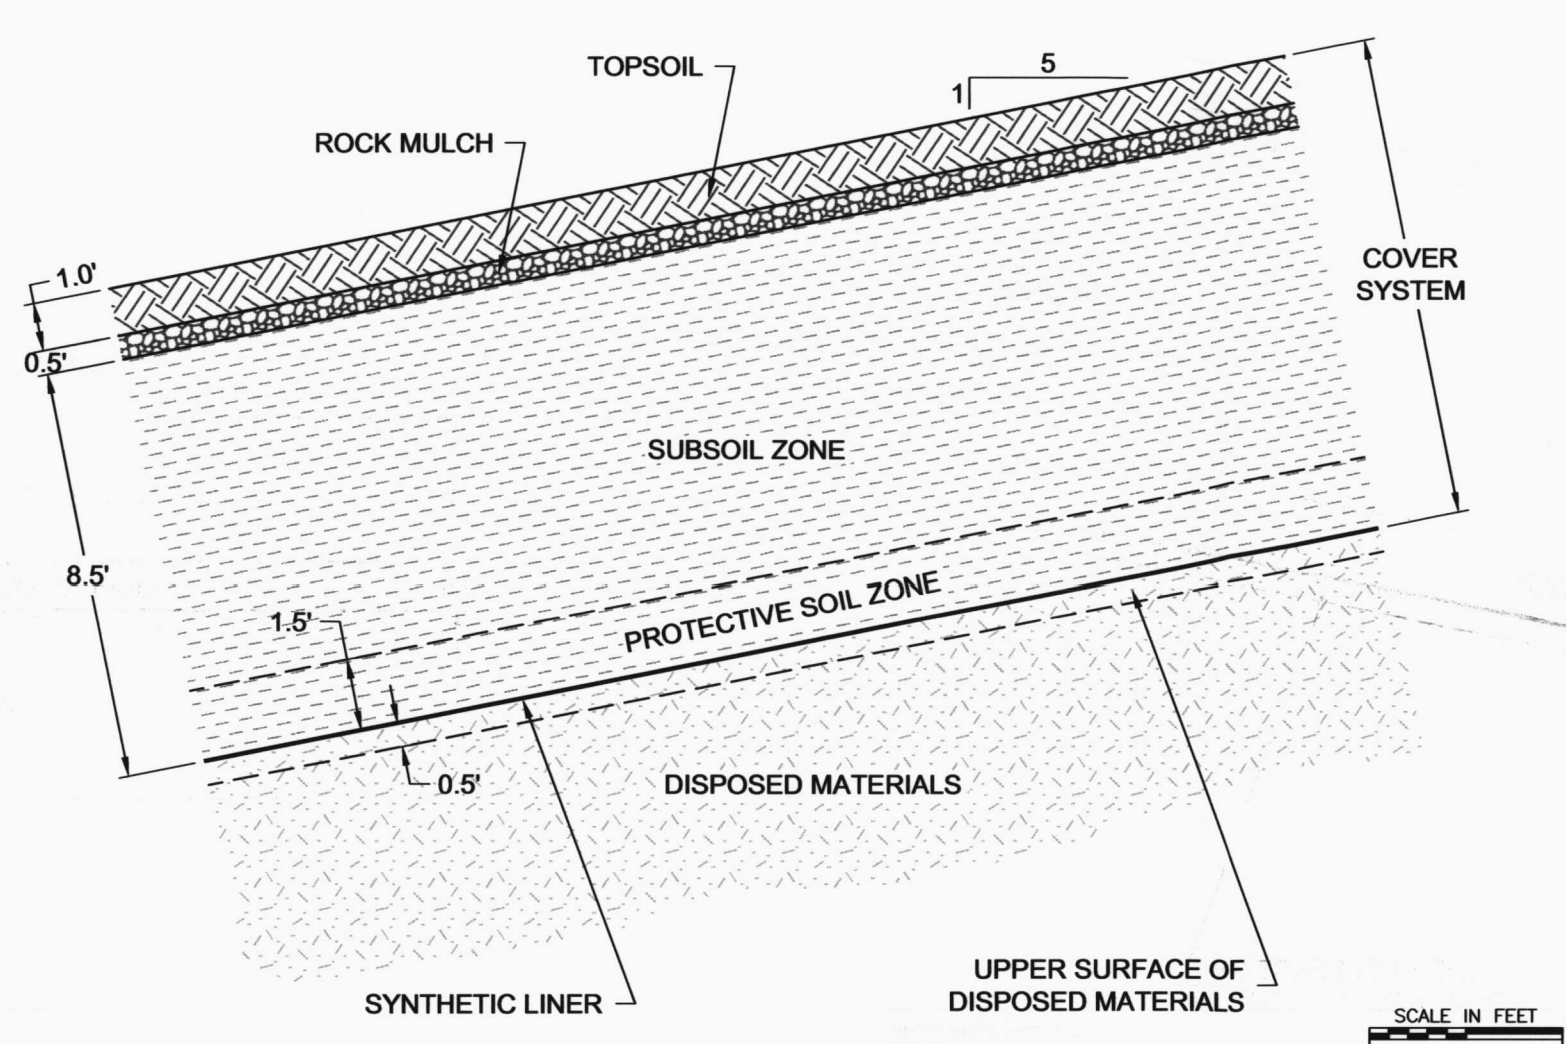 TOPSOIL
5
1
ROCK MULCH
COVER
SYSTEM
1.0'
0.5'
SUBSOIL ZONE
8.5'
PROTECTIVE SOIL ZONE
1.5'
0.5'
DISPOSED MATERIALS
UPPER SURFACE OF
DISPOSED MATERIALS
SYNTHETIC LINER
SCALE IN FEET